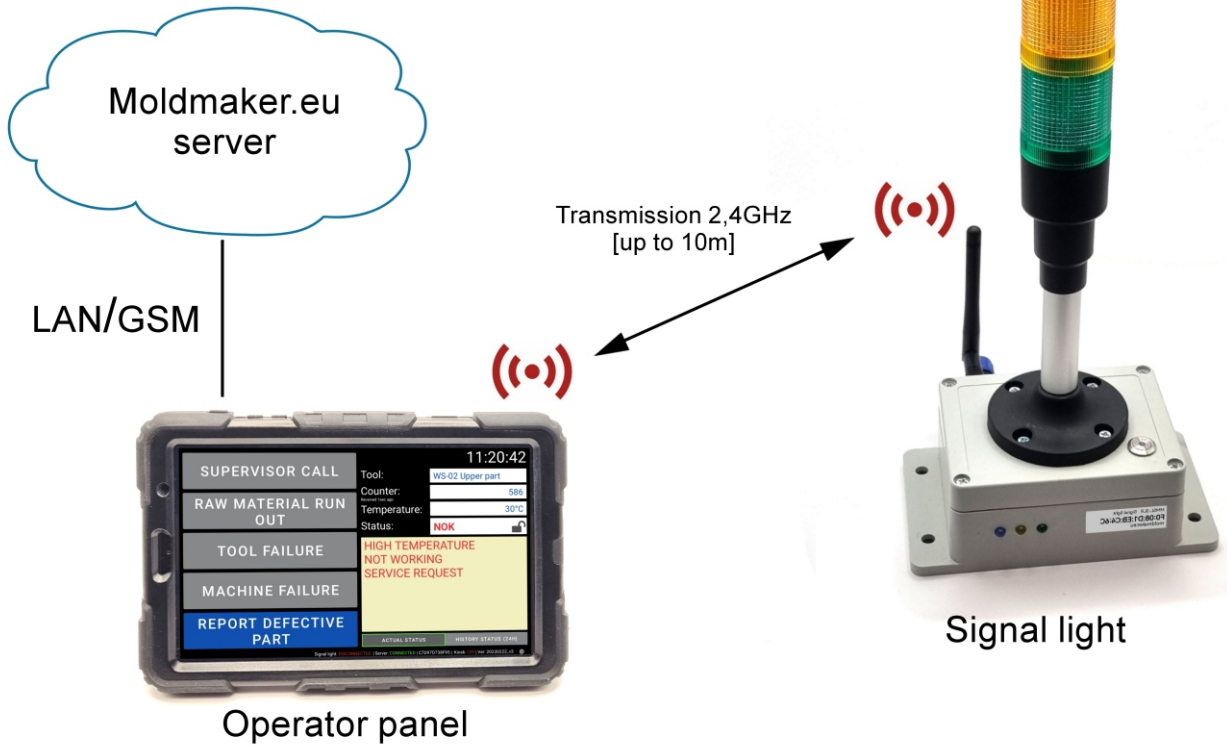 Moldmaker.eu
server
Transmission 2,4GHz
[up to 10m]
LAN/GSM
11:20:42
SUPERVISOR CALL
RAW MATERIAL RUN
OUT
TOOL FAILURE
MACHINE FAILURE
REPORT DEFECTIVE
PART
Tool:
WS-02 Upper part
Counter:
586
Temperature:
30°C
Status:
NOK
HIGH TEMPERATURE
NOT WORKING
SERVICE REQUEST
ACTUAL STATUS
HISTORY STATUS (24H)
Operator panel
Signal light